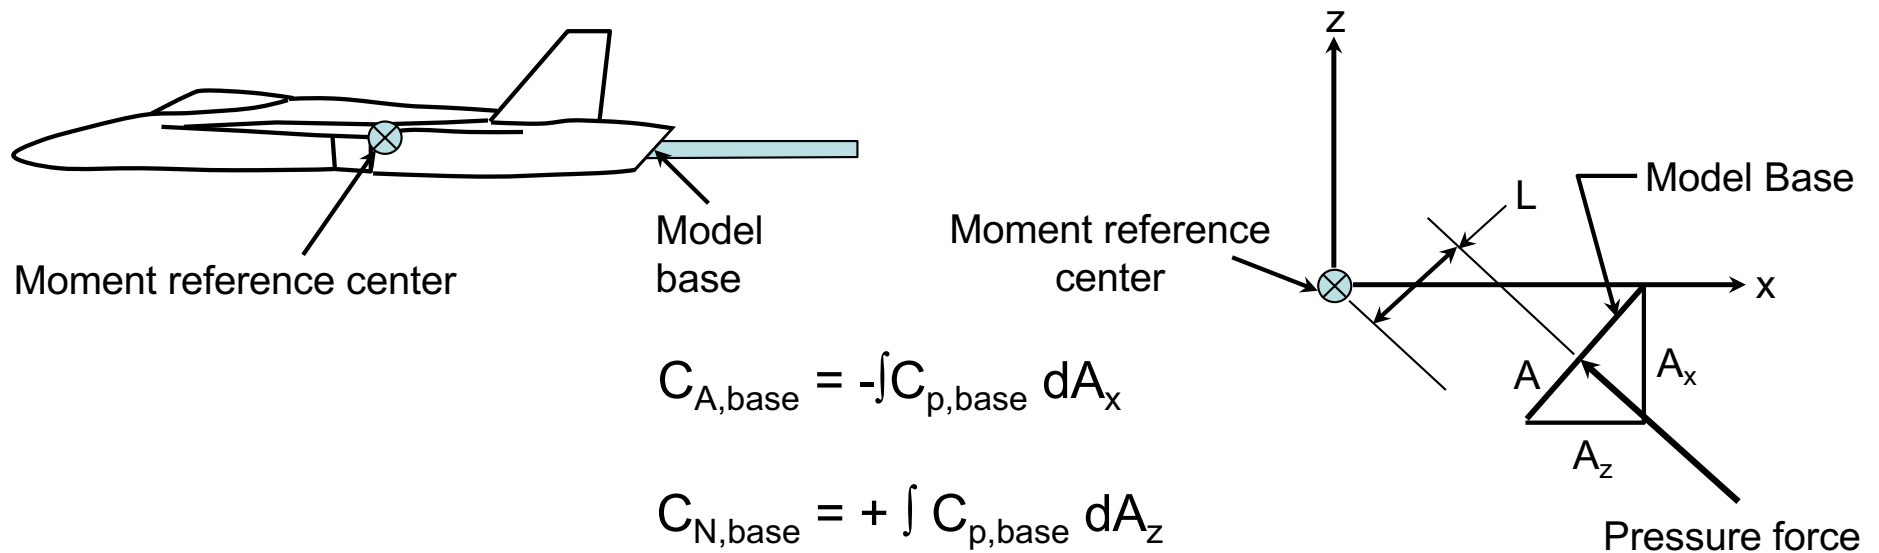 Moment reference center
Model
base
C_A,base = -∫C_p,base dA_x
C_N,base = + ∫ C_p,base dA_z
z
L
Model Base
Moment reference
center
x
A
A_x
A_z
Pressure force